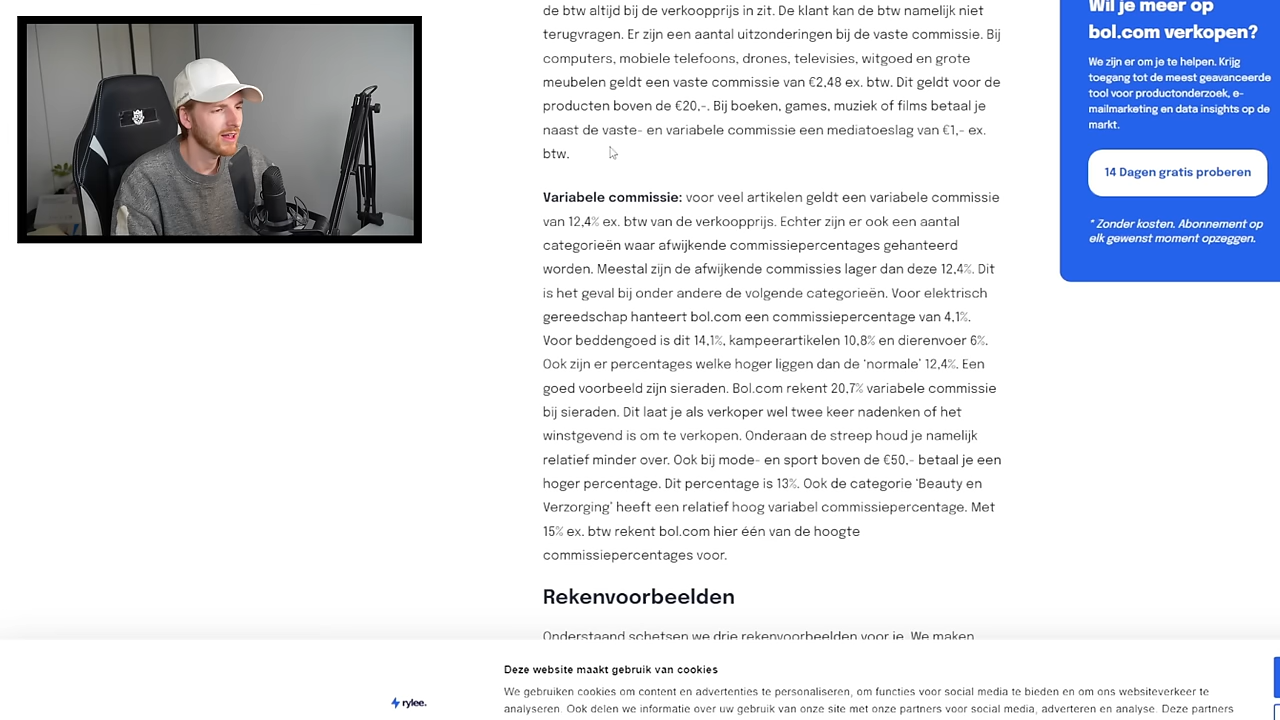 de btw altijd bij de verkoopprijs in zit. De klant kan de btw namelijk niet
terugvragen. Er zijn een aantal uitzonderingen bij de vaste commissie. Bij
computers, mobiele telefoons, drones, televisies, witgoed en grote
meubelen geldt een vaste commissie van €2,48 ex. btw. Dit geldt voor de
producten boven de €20,-. Bij boeken, games, muziek of films betaal je
naast de vaste- en variabele commissie een mediatoeslag van €1,- ex.
btw.
Variabele commissie: voor veel artikelen geldt een variabele commissie
van 12,4% ex. btw van de verkoopprijs. Echter zijn er ook een aantal
categorieën waar afwijkende commissiepercentages gehanteerd
worden. Meestal zijn de afwijkende commissies lager dan deze 12,4%. Dit
is het geval bij onder andere de volgende categorieën. Voor elektrisch
gereedschap hanteert bol.com een commissiepercentage van 4,1%.
Voor beddengoed is dit 14,1%, kampeerartikelen 10,8% en dierenvoer 6%.
Ook zijn er percentages welke hoger liggen dan de ‘normale’ 12,4%. Een
goed voorbeeld zijn sieraden. Bol.com rekent 20,7% variabele commissie
bij sieraden. Dit laat je als verkoper wel twee keer nadenken of het
winstgevend is om te verkopen. Onderaan de streep houd je namelijk
relatief minder over. Ook bij mode- en sport boven de €50,- betaal je een
hoger percentage. Dit percentage is 13%. Ook de categorie ‘Beauty en
Verzorging’ heeft een relatief hoog variabel commissiepercentage. Met
15% ex. btw rekent bol.com hier één van de hoogte
commissiepercentages voor.
Rekenvoorbeelden
Onderstaand schetsen we drie rekenvoorbeelden voor je. We maken
Wil je meer op
bol.com verkopen?
We zijn er om je te helpen. Krijg
toegang tot de meest geavanceerde
tool voor productonderzoek, e-
mailmarketing en data insights op de
markt.
14 Dagen gratis proberen
* Zonder kosten. Abonnement op
elk gewenst moment opzeggen.
rylee.
Deze website maakt gebruik van cookies
We gebruiken cookies om content en advertenties te personaliseren, om functies voor social media te bieden en om ons websiteverkeer te
analyseren. Ook delen we informatie over uw gebruik van onze site met onze partners voor social media, adverteren en analyse. Deze partners